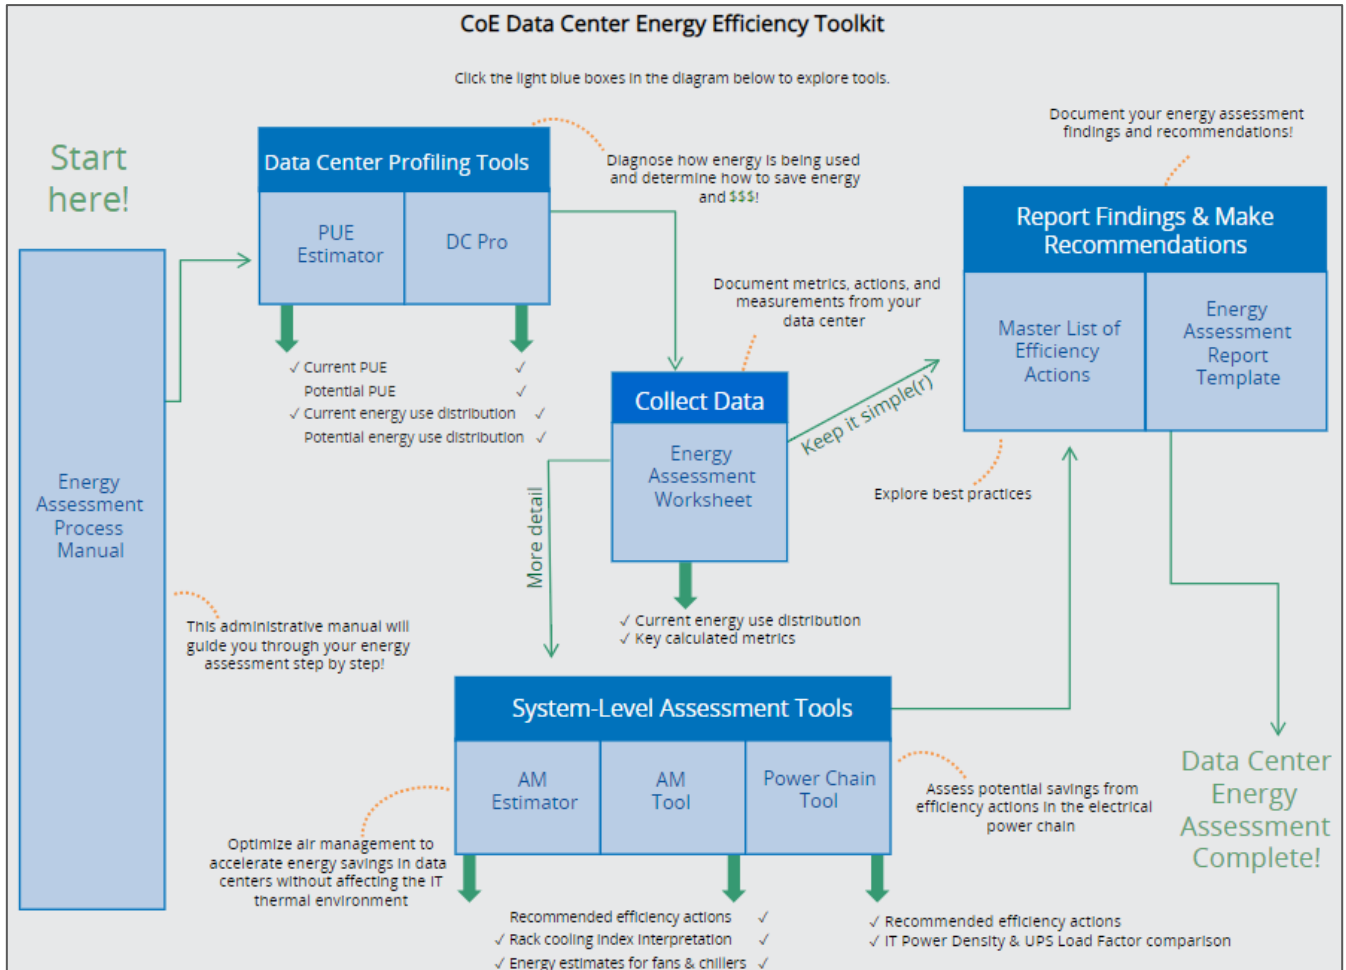 CoE Data Center Energy Efficiency Toolkit
Click the light blue boxes in the diagram below to explore tools.
Start
here!
Data Center Profiling Tools
PUE
Estimator
DC Pro
Diagnose how energy is being used
and determine how to save energy
and $$$!
Document your energy assessment
findings and recommendations!
Report Findings & Make
Recommendations
Master List of
Efficiency
Actions
Energy
Assessment
Report
Template
✓ Current PUE ✓
Potential PUE ✓
✓ Current energy use distribution ✓
Potential energy use distribution ✓
Document metrics, actions, and
measurements from your
data center
Collect Data
Energy
Assessment
Worksheet
Keep it simple(r)
More detail
Explore best practices
Energy
Assessment
Process
Manual
This administrative manual will
guide you through your energy
assessment step by step!
✓ Current energy use distribution
✓ Key calculated metrics
System-Level Assessment Tools
AM
Estimator
AM
Tool
Power Chain
Tool
Optimize air management to
accelerate energy savings in data
centers without affecting the IT
thermal environment
Assess potential savings from
efficiency actions in the electrical
power chain
Data Center
Energy
Assessment
Complete!
Recommended efficiency actions ✓
✓ Rack cooling index interpretation ✓
✓ Energy estimates for fans & chillers ✓
✓ Recommended efficiency actions
✓ IT Power Density & UPS Load Factor comparison